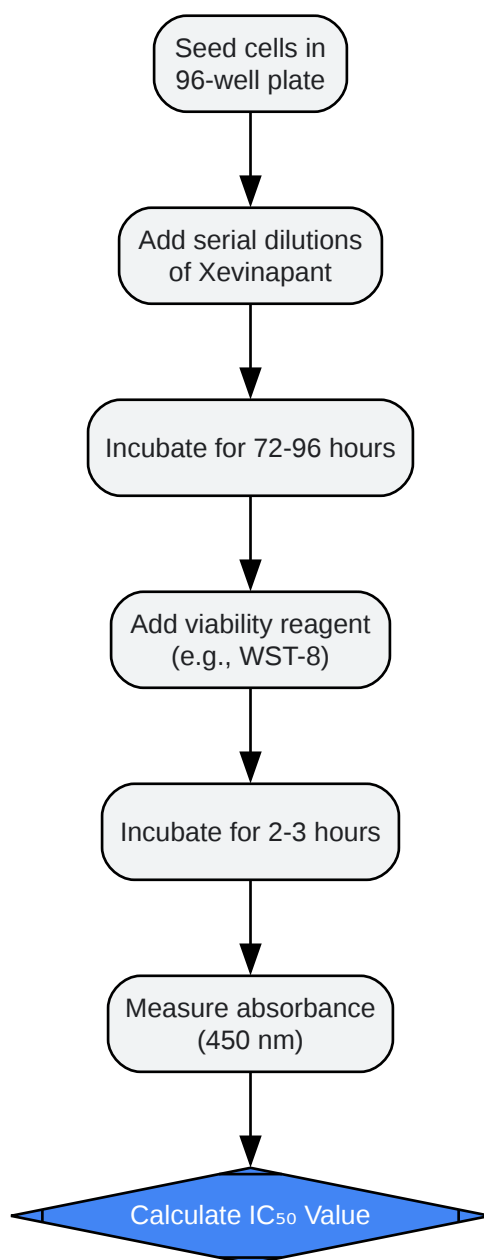 Seed cells in
96-well plate
Add serial dilutions
of Xevinapant
Incubate for 72-96 hours
Add viability reagent
(e.g., WST-8)
Incubate for 2-3 hours
Measure absorbance
(450 nm)
Calculate IC₅₀ Value